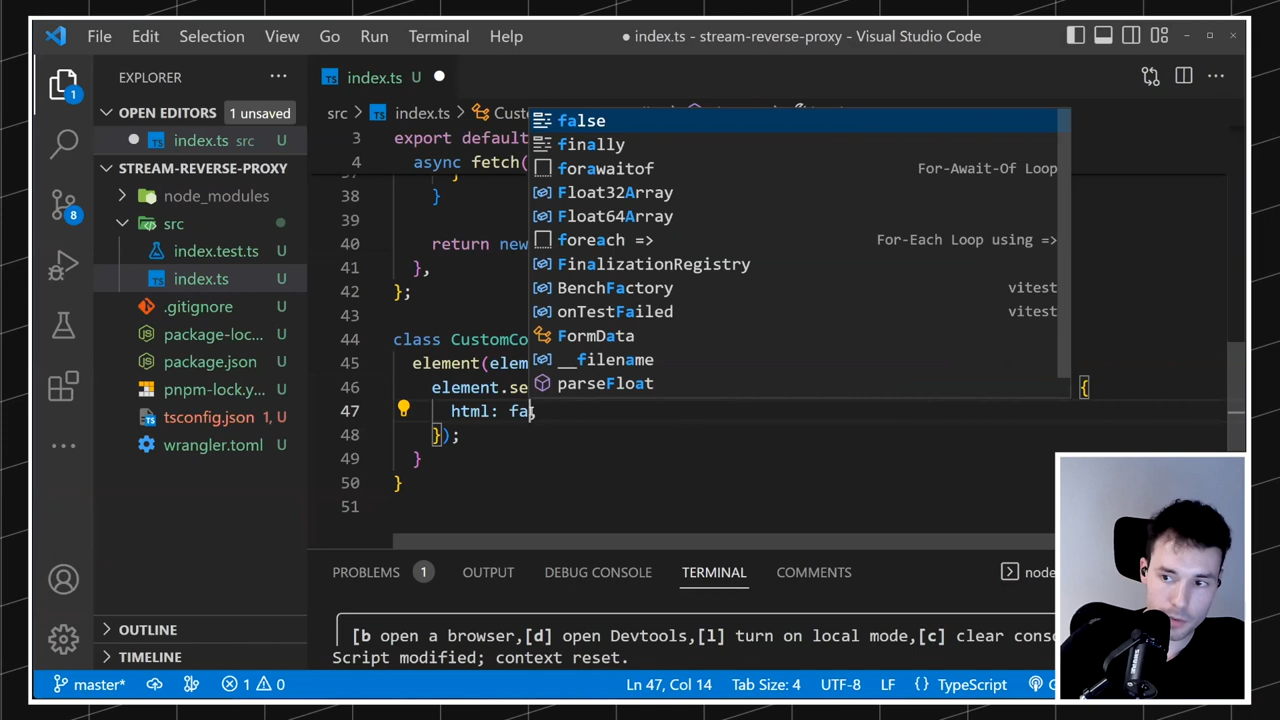 File Edit Selection View Go Run Terminal Help
● index.ts - stream-reverse-proxy - Visual Studio Code
EXPLORER
OPEN EDITORS 1 unsaved
index.ts src U
STREAM-REVERSE-PROXY
node_modules
src
index.test.ts U
index.ts U
.gitignore U
package-loc... U
package.json U
pnpm-lock.y... U
tsconfig.json 1, U
wrangler.toml U
OUTLINE
TIMELINE
1
8
TS index.ts U
src > TS index.ts >
3 export default
4 async fetch(
37 }
38 }
39
40 return new
41 },
42 };
43
44 class CustomCo
45 element(elem
46 element.se {
47 html: fa,
48 });
49 }
50 }
51
false
finally
forawaitof For-Await-Of Loop
Float32Array
Float64Array
foreach => For-Each Loop using =>
FinalizationRegistry
BenchFactory vitest
onTestFailed vitest
FormData
__filename
parseFloat
PROBLEMS 1 OUTPUT DEBUG CONSOLE TERMINAL COMMENTS node
[b open a browser,[d] open Devtools,[l] turn on local mode,[c] clear conso
Script modified; context reset.
master* 1 0 Ln 47, Col 14 Tab Size: 4 UTF-8 LF {} TypeScript